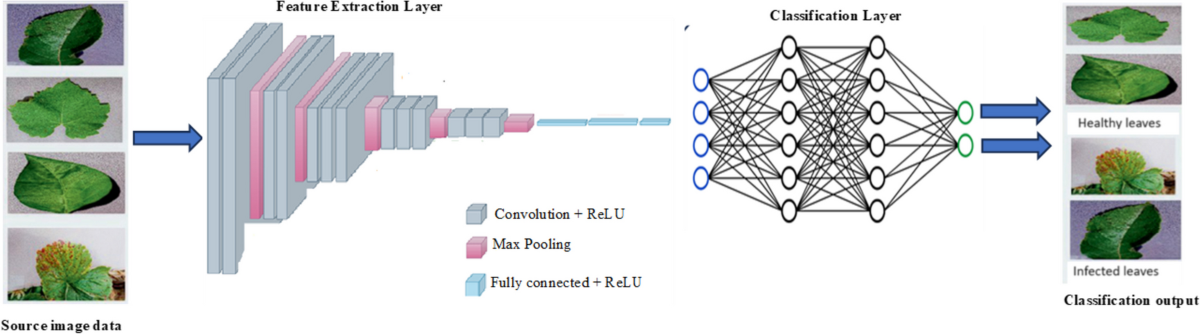 Feature Extraction Layer
Classification Layer
Convolution + ReLU
Max Pooling
Fully connected + ReLU
Healthy leaves
Infected leaves
Classification output
Source image data